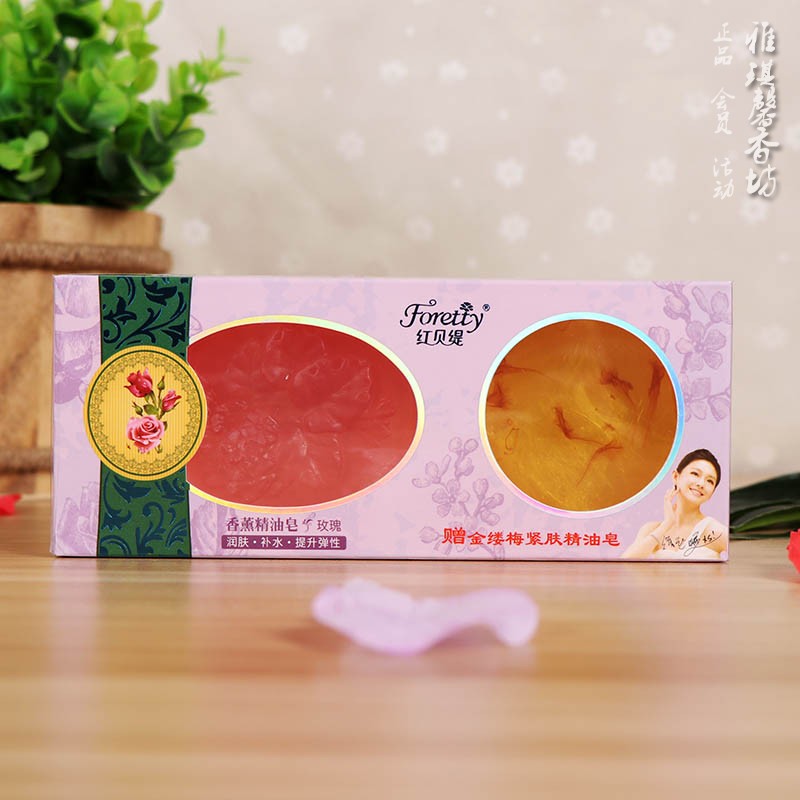 雅琪馨香坊
正品 会员 活动
Foretty®
红贝缇
香薰精油皂 玫瑰
润肤·补水·提升弹性
赠金缕梅紧肤精油皂